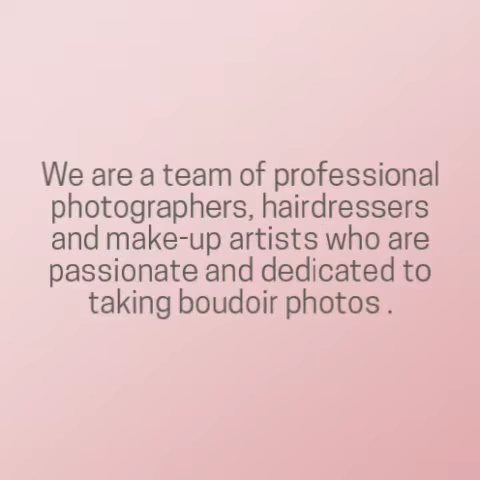 We are a team of professional
photographers, hairdressers
and make-up artists who are
passionate and dedicated to
taking boudoir photos .